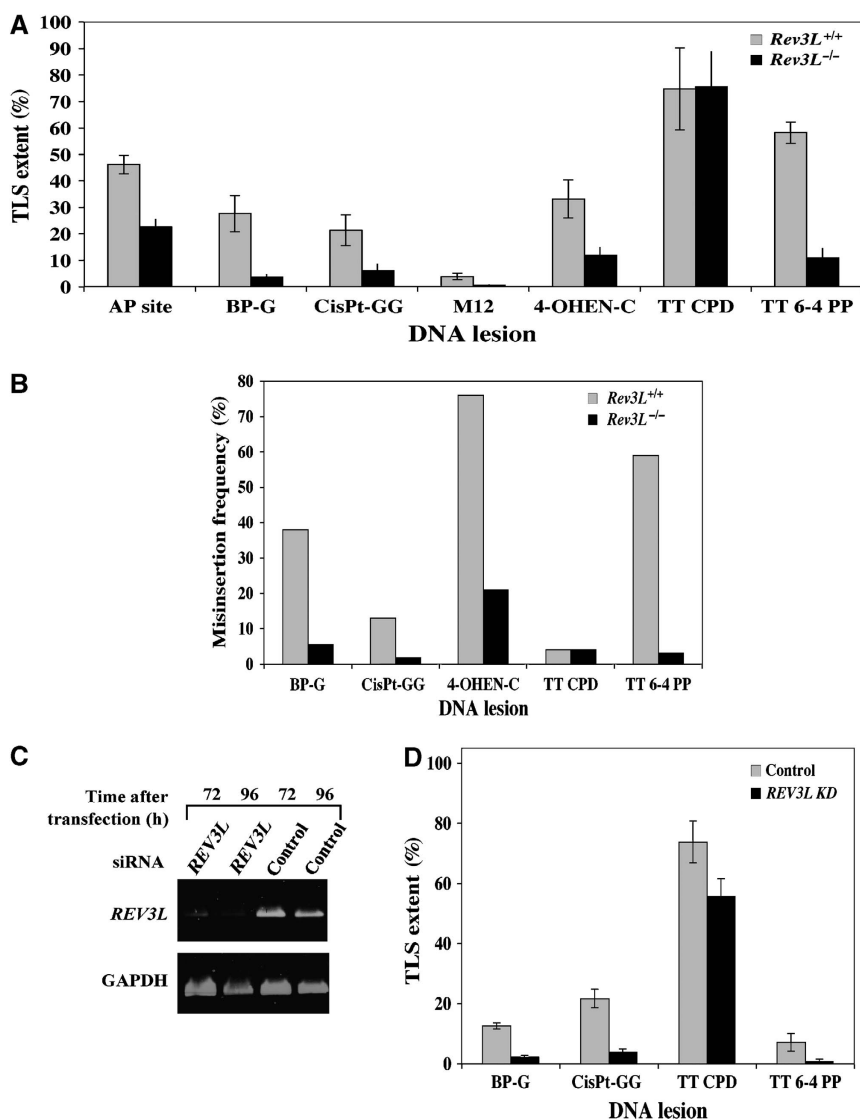 A
TLS extent (%)
100
90
80
70
60
50
40
30
20
10
0
Rev3L+/+
Rev3L−/−
AP site BP-G CisPt-GG M12 4-OHEN-C TT CPD TT 6-4 PP
DNA lesion
B
Misinsertion frequency (%)
80
70
60
50
40
30
20
10
0
Rev3L+/+
Rev3L−/−
BP-G CisPt-GG 4-OHEN-C TT CPD TT 6-4 PP
DNA lesion
C
Time after 72 96 72 96
transfection (h)
siRNA REV3L REV3L Control Control
REV3L
GAPDH
D
TLS extent (%)
100
80
60
40
20
0
Control
REV3L KD
BP-G CisPt-GG TT CPD TT 6-4 PP
DNA lesion